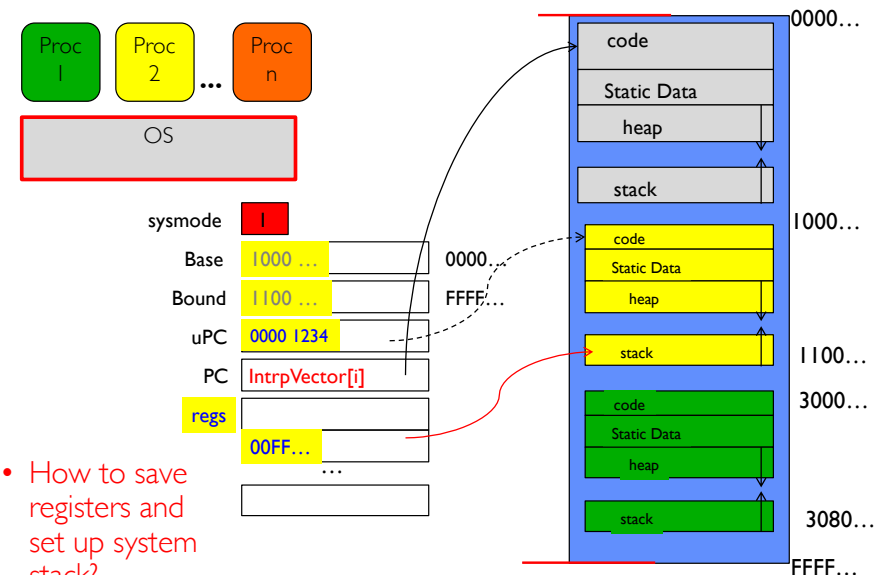 Proc
1
Proc
2
...
Proc
n
OS
sysmode 1
Base 1000 … 0000…
Bound 1100 … FFFF…
uPC 0000 1234
PC IntrpVector[i]
regs
00FF…
…
• How to save
registers and
set up system
stack?
0000…
code
Static Data
heap
stack
1000…
code
Static Data
heap
stack
1100…
3000…
code
Static Data
heap
stack
3080…
FFFF…